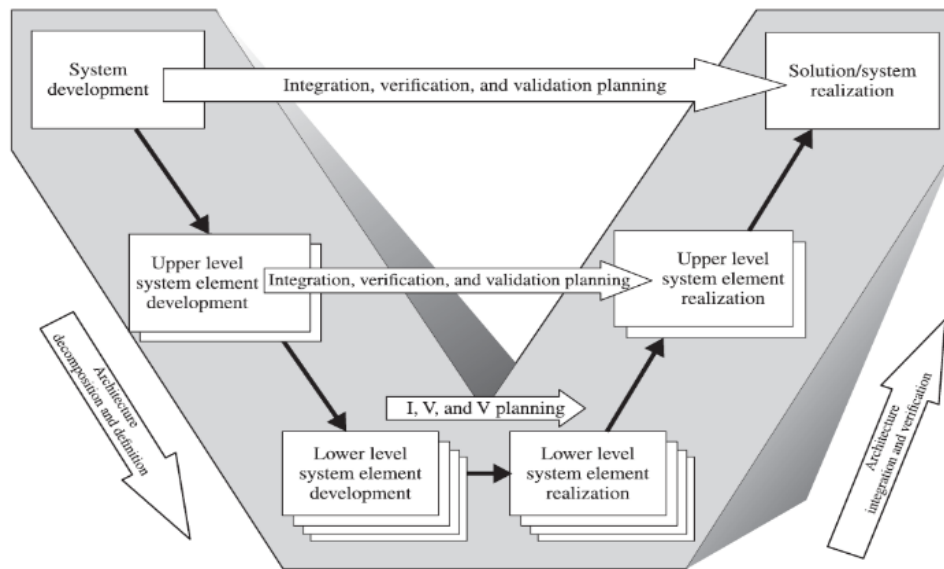 System
development
Integration, verification, and validation planning
Solution/system
realization
Upper level
system element
development
Integration, verification, and validation planning
Upper level
system element
realization
Architecture
decomposition and definition
I, V, and V planning
Lower level
system element
development
Lower level
system element
realization
Architecture
integration and verification